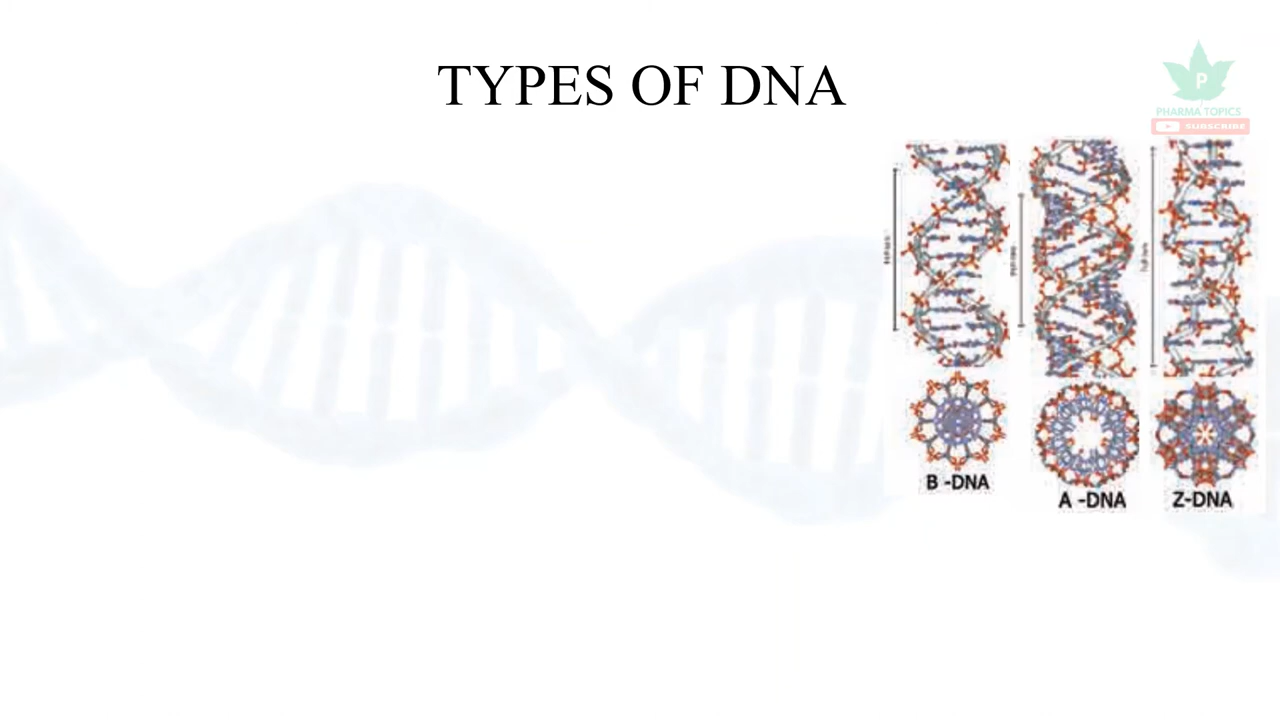 TYPES OF DNA
P
PHARMA TOPICS
SUBSCRIBE
B -DNA
A -DNA
Z-DNA